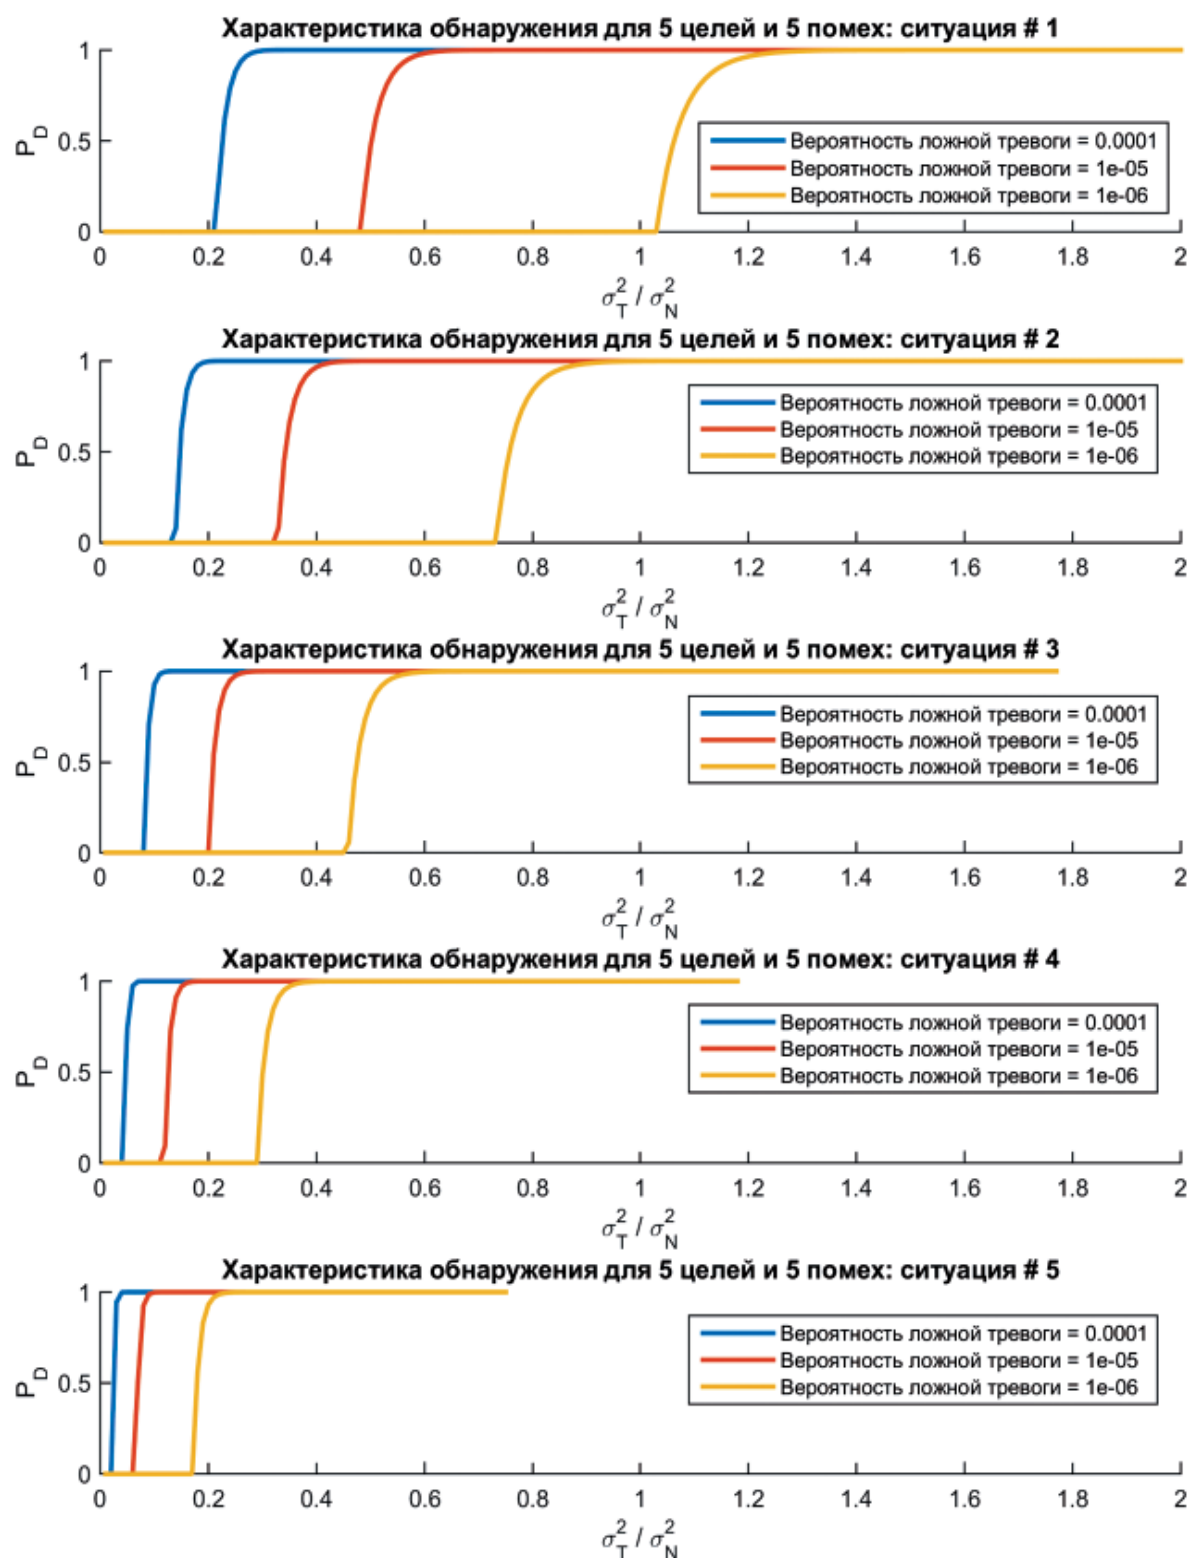 Характеристика обнаружения для 5 целей и 5 помех: ситуация # 1
1
0.5
0
P_D
Вероятность ложной тревоги = 0.0001
Вероятность ложной тревоги = 1e-05
Вероятность ложной тревоги = 1e-06
0 0.2 0.4 0.6 0.8 1 1.2 1.4 1.6 1.8 2
σ_T^2 / σ_N^2
Характеристика обнаружения для 5 целей и 5 помех: ситуация # 2
1
0.5
0
P_D
Вероятность ложной тревоги = 0.0001
Вероятность ложной тревоги = 1e-05
Вероятность ложной тревоги = 1e-06
0 0.2 0.4 0.6 0.8 1 1.2 1.4 1.6 1.8 2
σ_T^2 / σ_N^2
Характеристика обнаружения для 5 целей и 5 помех: ситуация # 3
1
0.5
0
P_D
Вероятность ложной тревоги = 0.0001
Вероятность ложной тревоги = 1e-05
Вероятность ложной тревоги = 1e-06
0 0.2 0.4 0.6 0.8 1 1.2 1.4 1.6 1.8 2
σ_T^2 / σ_N^2
Характеристика обнаружения для 5 целей и 5 помех: ситуация # 4
1
0.5
0
P_D
Вероятность ложной тревоги = 0.0001
Вероятность ложной тревоги = 1e-05
Вероятность ложной тревоги = 1e-06
0 0.2 0.4 0.6 0.8 1 1.2 1.4 1.6 1.8 2
σ_T^2 / σ_N^2
Характеристика обнаружения для 5 целей и 5 помех: ситуация # 5
1
0.5
0
P_D
Вероятность ложной тревоги = 0.0001
Вероятность ложной тревоги = 1e-05
Вероятность ложной тревоги = 1e-06
0 0.2 0.4 0.6 0.8 1 1.2 1.4 1.6 1.8 2
σ_T^2 / σ_N^2